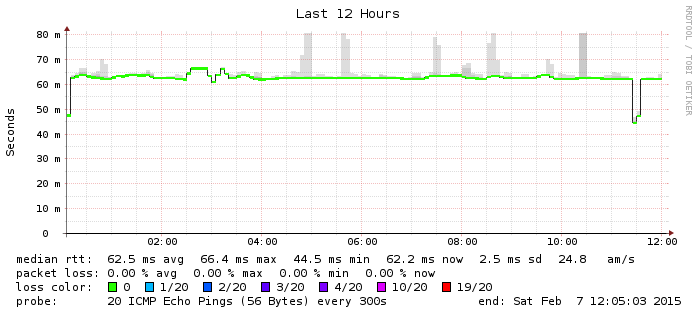 Last 12 Hours
RRDTOOL / TOBI OETIKER
Seconds
80 m
70 m
60 m
50 m
40 m
30 m
20 m
10 m
0
02:00 04:00 06:00 08:00 10:00 12:00
median rtt: 62.5 ms avg 66.4 ms max 44.5 ms min 62.2 ms now 2.5 ms sd 24.8 am/s
packet loss: 0.00 % avg 0.00 % max 0.00 % min 0.00 % now
loss color: 0 1/20 2/20 3/20 4/20 10/20 19/20
probe: 20 ICMP Echo Pings (56 Bytes) every 300s end: Sat Feb 7 12:05:03 2015